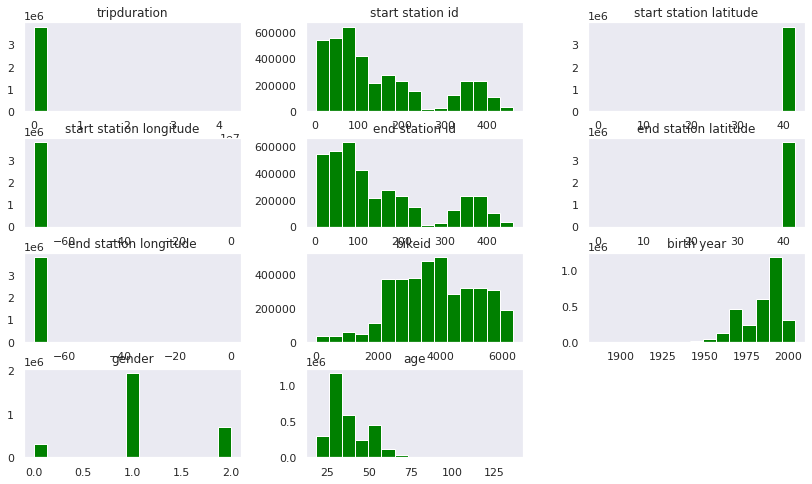 tripduration
1e6
3
2
1
0
0 1 2 3 4
1e7
start station id
600000
400000
200000
0
0 100 200 300 400
start station latitude
1e6
3
2
1
0
0 10 20 30 40
start station longitude
1e6
3
2
1
0
−60 −40 −20 0
end station id
600000
400000
200000
0
0 100 200 300 400
end station latitude
1e6
3
2
1
0
0 10 20 30 40
end station longitude
1e6
3
2
1
0
−60 −40 −20 0
bikeid
400000
200000
0
0 2000 4000 6000
birth year
1e6
1.0
0.5
0.0
1900 1925 1950 1975 2000
gender
1e6
2
1
0
0.0 0.5 1.0 1.5 2.0
age
1e6
1.0
0.5
0.0
25 50 75 100 125